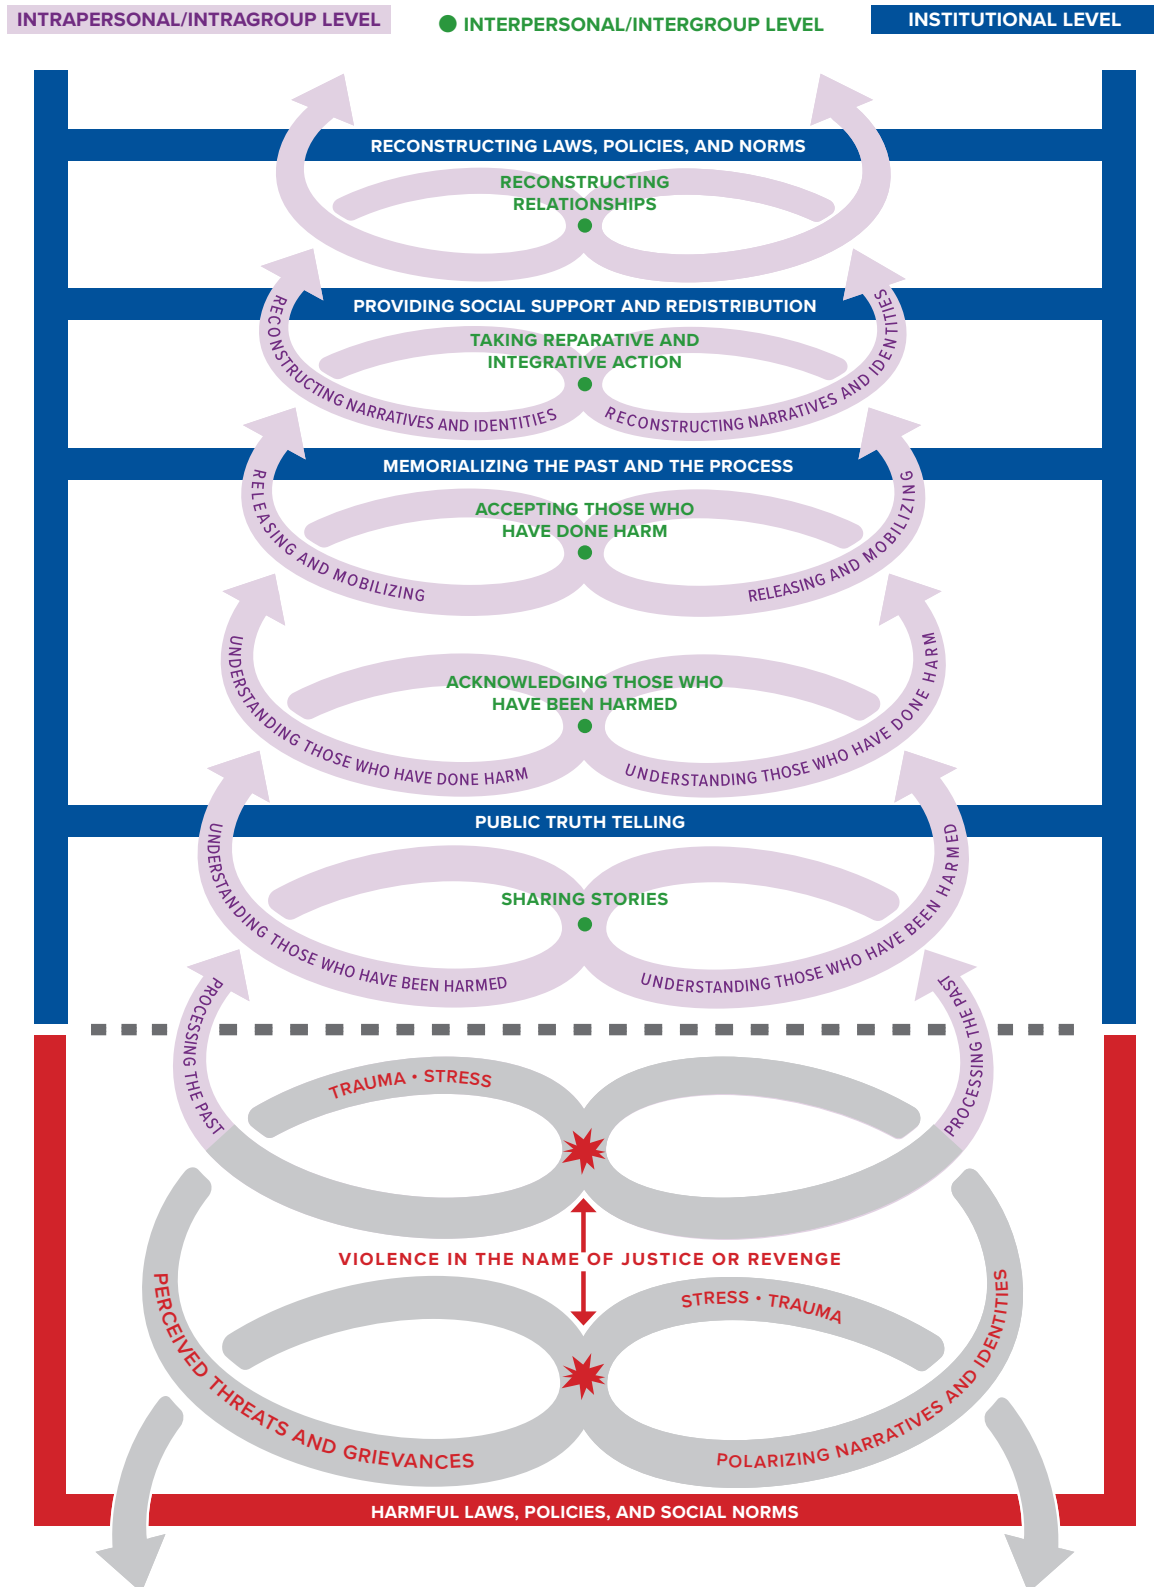 INTRAPERSONAL/INTRAGROUP LEVEL
INTERPERSONAL/INTERGROUP LEVEL
INSTITUTIONAL LEVEL
RECONSTRUCTING LAWS, POLICIES, AND NORMS
RECONSTRUCTING
RELATIONSHIPS
PROVIDING SOCIAL SUPPORT AND REDISTRIBUTION
TAKING REPARATIVE AND
INTEGRATIVE ACTION
RECONSTRUCTING NARRATIVES AND IDENTITIES
RECONSTRUCTING NARRATIVES AND IDENTITIES
MEMORIALIZING THE PAST AND THE PROCESS
ACCEPTING THOSE WHO
HAVE DONE HARM
RELEASING AND MOBILIZING
RELEASING AND MOBILIZING
ACKNOWLEDGING THOSE WHO
HAVE BEEN HARMED
UNDERSTANDING THOSE WHO HAVE DONE HARM
UNDERSTANDING THOSE WHO HAVE DONE HARM
PUBLIC TRUTH TELLING
SHARING STORIES
UNDERSTANDING THOSE WHO HAVE BEEN HARMED
UNDERSTANDING THOSE WHO HAVE BEEN HARMED
PROCESSING THE PAST
PROCESSING THE PAST
TRAUMA • STRESS
VIOLENCE IN THE NAME OF JUSTICE OR REVENGE
STRESS • TRAUMA
PERCEIVED THREATS AND GRIEVANCES
POLARIZING NARRATIVES AND IDENTITIES
HARMFUL LAWS, POLICIES, AND SOCIAL NORMS